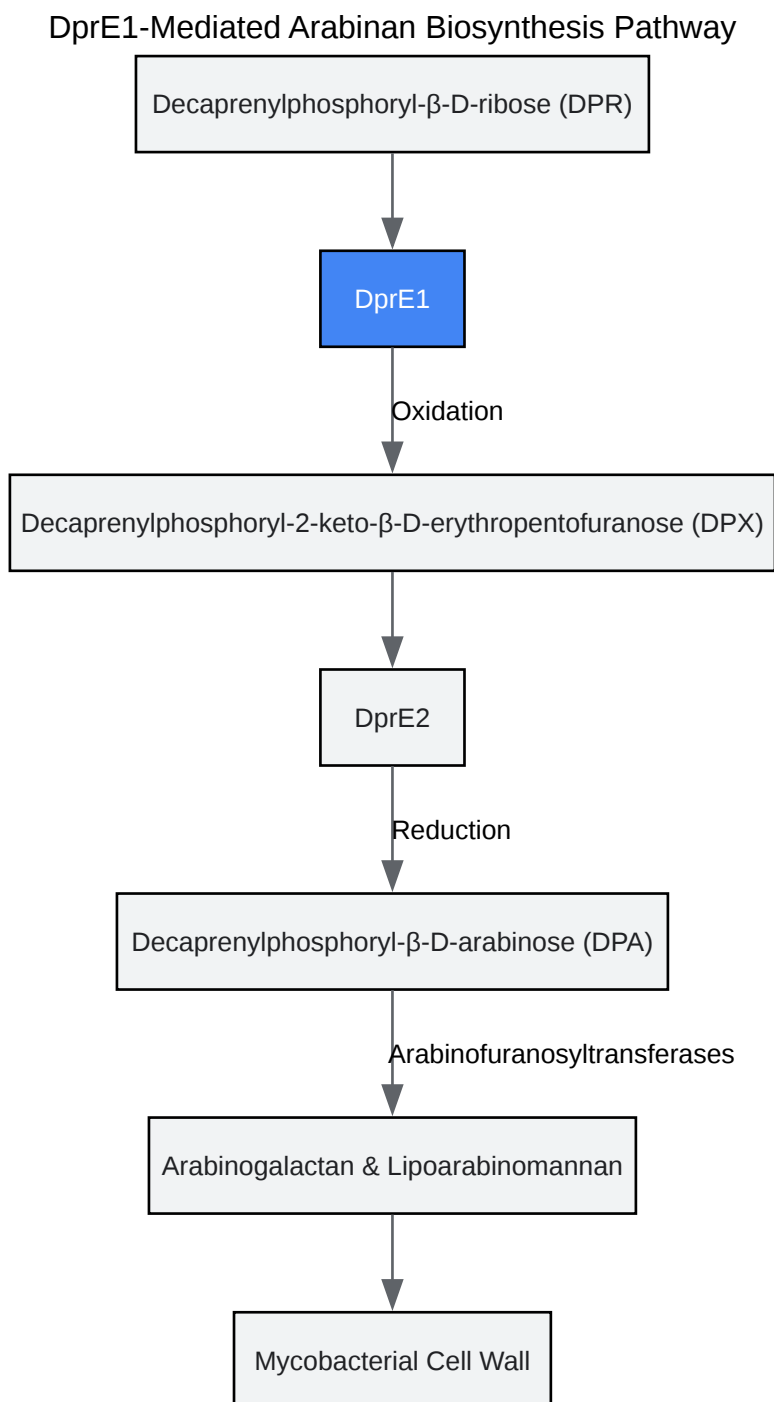 DprE1-Mediated Arabinan Biosynthesis Pathway
Decaprenylphosphoryl-β-D-ribose (DPR)
DprE1
Oxidation
Decaprenylphosphoryl-2-keto-β-D-erythropentofuranose (DPX)
DprE2
Reduction
Decaprenylphosphoryl-β-D-arabinose (DPA)
Arabinofuranosyltransferases
Arabinogalactan & Lipoarabinomannan
Mycobacterial Cell Wall